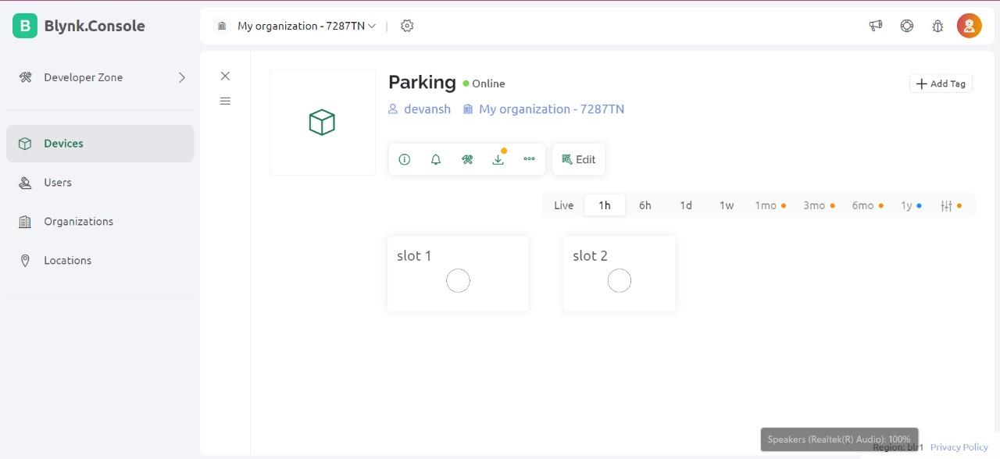 B Blynk.Console
My organization - 7287TN
Developer Zone
Devices
Users
Organizations
Locations
Parking
Online
Add Tag
devansh
My organization - 7287TN
Edit
Live 1h 6h 1d 1w 1mo 3mo 6mo 1y
slot 1
slot 2
Speakers (Realtek(R) Audio): 100%
Region: blr1 Privacy Policy